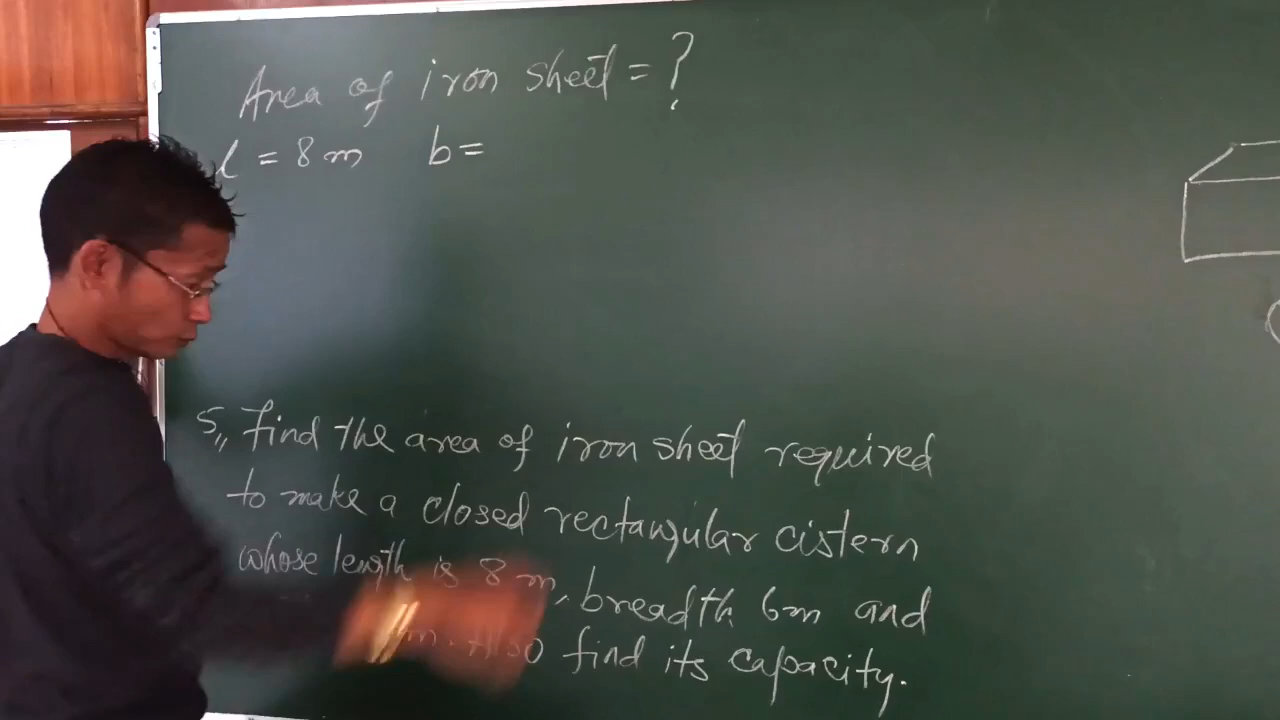 Area of iron sheet = ?
l = 8 m b =
5,, find the area of iron sheet required
to make a closed rectangular cistern
whose length is 8 m, breadth 6m and
m. Also find its capacity.